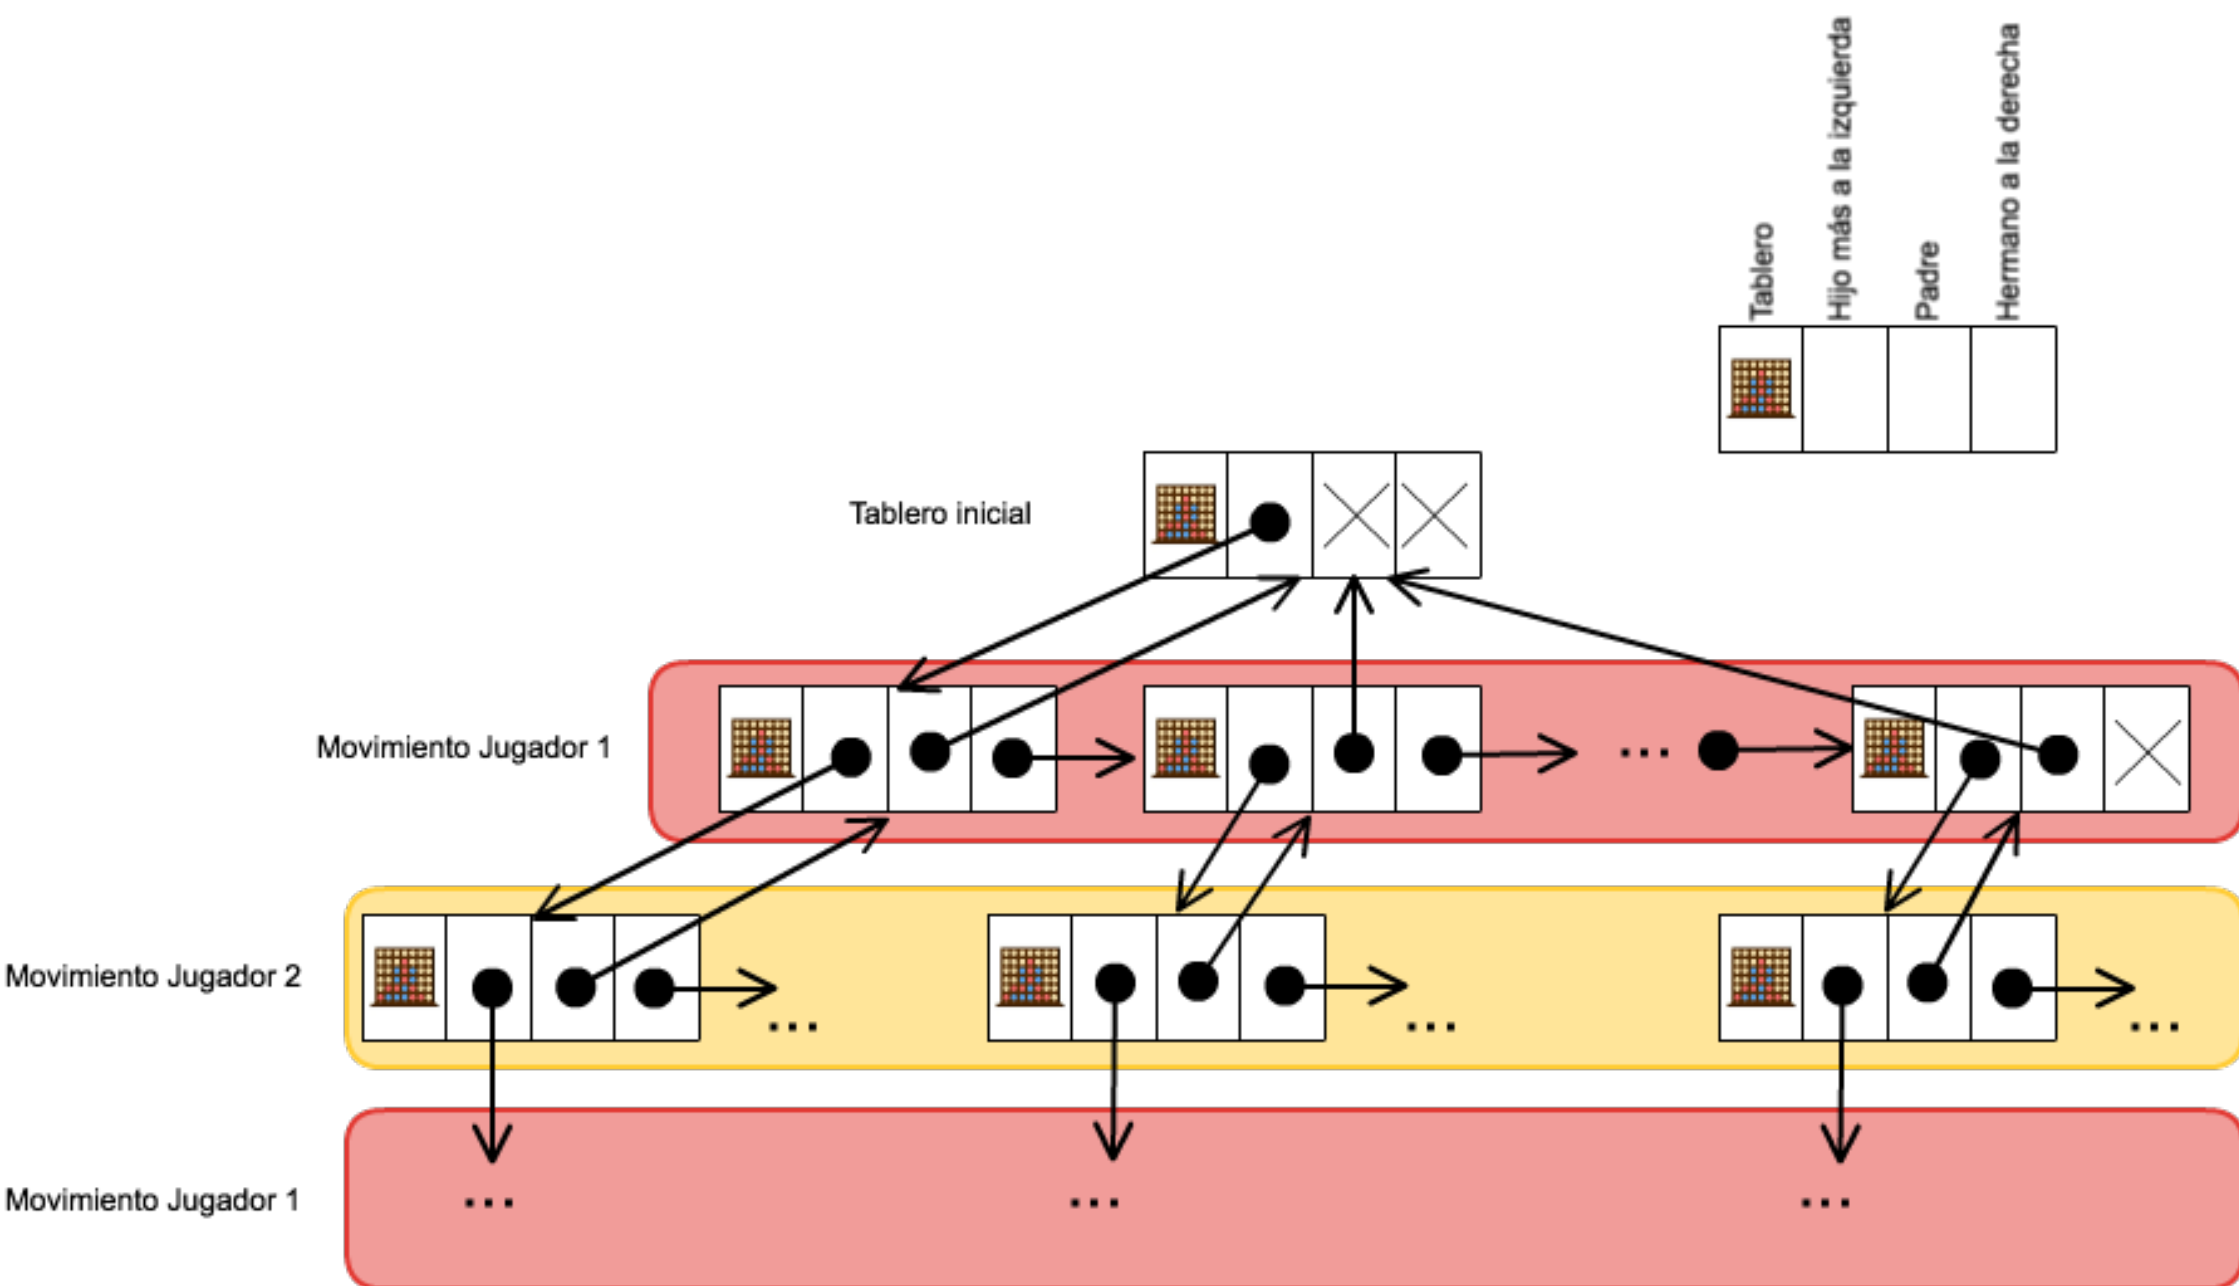 Tablero
Hijo más a la izquierda
Padre
Hermano a la derecha
Tablero inicial
Movimiento Jugador 1
...
Movimiento Jugador 2
...
...
...
Movimiento Jugador 1
...
...
...